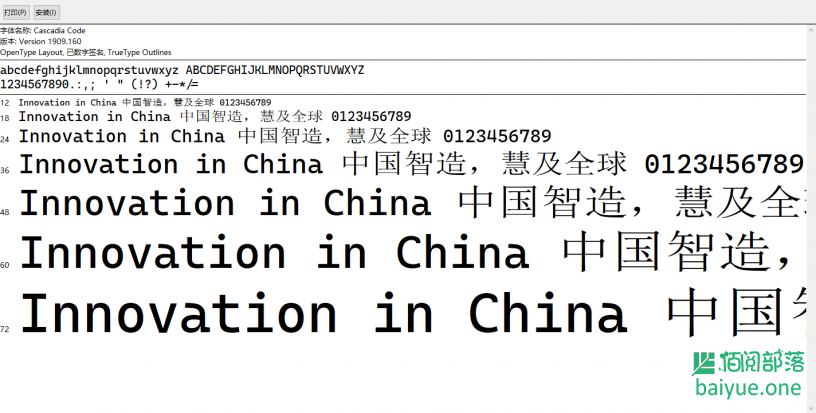 打印(P) 安装(I)
字体名称: Cascadia Code
版本: Version 1909.160
OpenType Layout, 已数字签名, TrueType Outlines
abcdefghijklmnopqrstuvwxyz ABCDEFGHIJKLMNOPQRSTUVWXYZ
1234567890.:,; ' " (!?) +-*/=
12 Innovation in China 中国智造，慧及全球 0123456789
18 Innovation in China 中国智造，慧及全球 0123456789
24 Innovation in China 中国智造，慧及全球 0123456789
36 Innovation in China 中国智造，慧及全球 0123456789
48 Innovation in China 中国智造，慧及全
60 Innovation in China 中国智造，
72 Innovation in China 中国
佰阅部落
baiyue.one